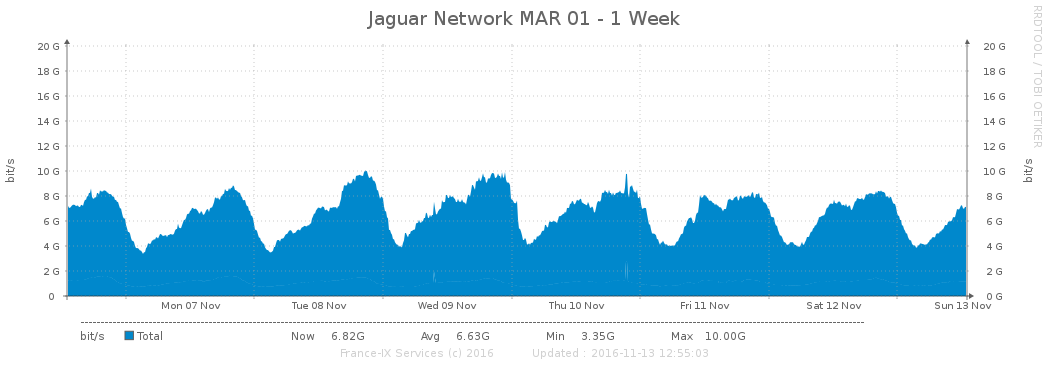 Jaguar Network MAR 01 - 1 Week
RRDTOOL / TOBI OETIKER
bit/s
bit/s
20 G 20 G
18 G 18 G
16 G 16 G
14 G 14 G
12 G 12 G
10 G 10 G
8 G 8 G
6 G 6 G
4 G 4 G
2 G 2 G
0 0 G
Mon 07 Nov Tue 08 Nov Wed 09 Nov Thu 10 Nov Fri 11 Nov Sat 12 Nov Sun 13 Nov
bit/s Total Now 6.82G Avg 6.63G Min 3.35G Max 10.00G
France-IX Services (c) 2016 Updated : 2016-11-13 12:55:03